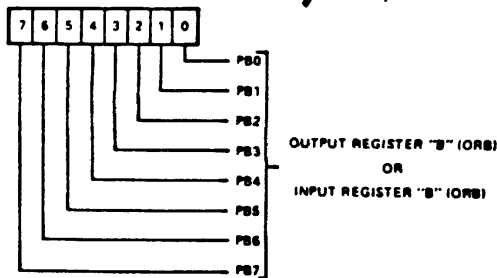 7 6 5 4 3 2 1 0
PB0
PB1
PB2
PB3
PB4
PB5
PB6
PB7
OUTPUT REGISTER "B" (ORB)
OR
INPUT REGISTER "B" (ORB)